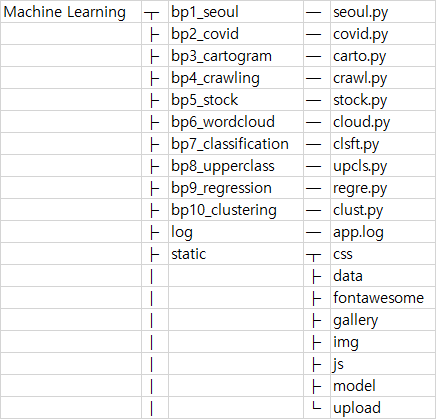 Machine Learning ┬ bp1_seoul ─ seoul.py
├ bp2_covid ─ covid.py
├ bp3_cartogram ─ carto.py
├ bp4_crawling ─ crawl.py
├ bp5_stock ─ stock.py
├ bp6_wordcloud ─ cloud.py
├ bp7_classification ─ clsft.py
├ bp8_upperclass ─ upcls.py
├ bp9_regression ─ regre.py
├ bp10_clustering ─ clust.py
├ log ─ app.log
├ static ┬ css
│ ├ data
│ ├ fontawesome
│ ├ gallery
│ ├ img
│ ├ js
│ ├ model
│ └ upload